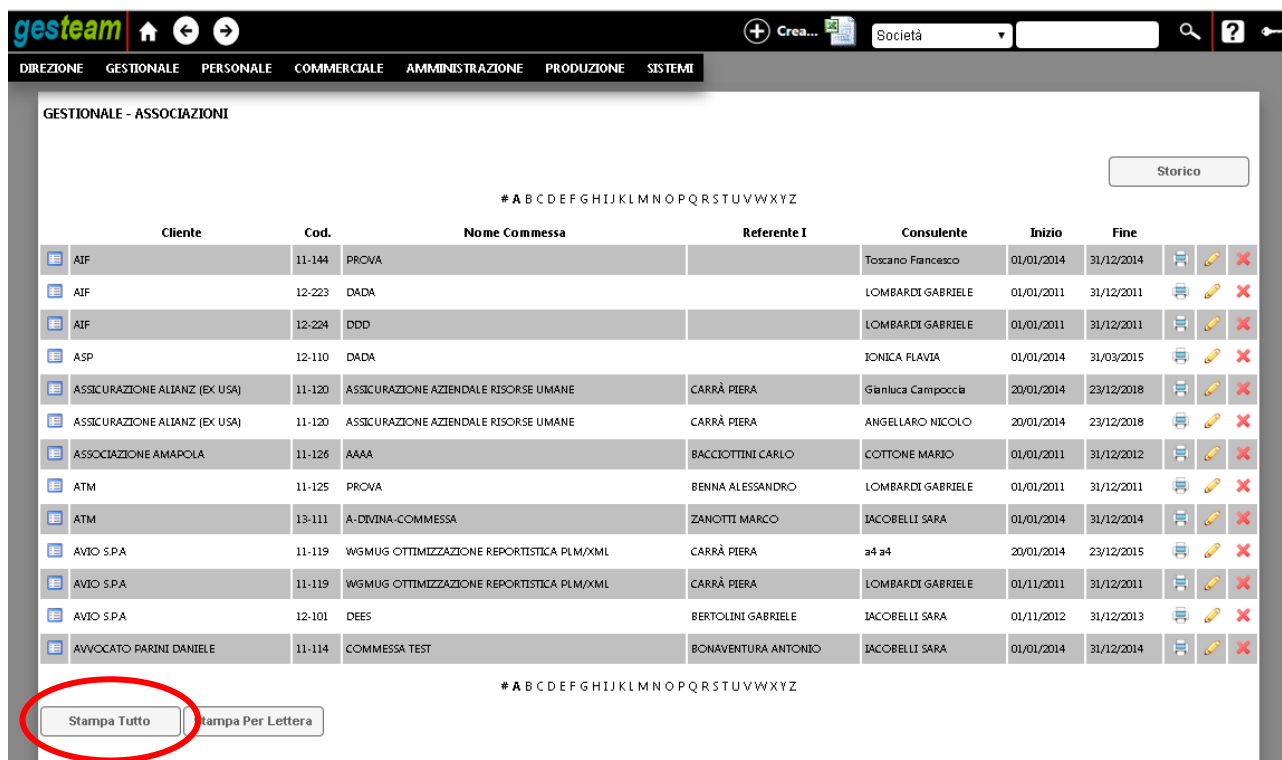 gesteam Crea... Società ?
DIREZIONE GESTIONALE PERSONALE COMMERCIALE AMMINISTRAZIONE PRODUZIONE SISTEMI
GESTIONALE - ASSOCIAZIONI
Storico
# A B C D E F G H I J K L M N O P Q R S T U V W X Y Z
Cliente Cod. Nome Commessa Referente I Consulente Inizio Fine
AIF 11-144 PROVA Toscano Francesco 01/01/2014 31/12/2014
AIF 12-223 DADA LOMBARDI GABRIELE 01/01/2011 31/12/2011
AIF 12-224 DDD LOMBARDI GABRIELE 01/01/2011 31/12/2011
ASP 12-110 DADA IONICA FLAVIA 01/01/2014 31/03/2015
ASSICURAZIONE ALIANZ (EX USA) 11-120 ASSICURAZIONE AZIENDALE RISORSE UMANE CARRÀ PIERA Gianluca Campoccia 20/01/2014 23/12/2018
ASSICURAZIONE ALIANZ (EX USA) 11-120 ASSICURAZIONE AZIENDALE RISORSE UMANE CARRÀ PIERA ANGELLARO NICOLO 20/01/2014 23/12/2018
ASSOCIAZIONE AMAPOLA 11-126 AAAA BACCIOTTINI CARLO COTTONE MARIO 01/01/2011 31/12/2012
ATM 11-125 PROVA BENNA ALESSANDRO LOMBARDI GABRIELE 01/01/2011 31/12/2011
ATM 13-111 A-DIVINA-COMMESSA ZANOTTI MARCO IACOBELLI SARA 01/01/2014 31/12/2014
AVIO S.P.A 11-119 WGMUG OTTIMIZZAZIONE REPORTISTICA PLM/XML CARRÀ PIERA a4 a4 20/01/2014 23/12/2015
AVIO S.P.A 11-119 WGMUG OTTIMIZZAZIONE REPORTISTICA PLM/XML CARRÀ PIERA LOMBARDI GABRIELE 01/11/2011 31/12/2011
AVIO S.P.A 12-101 DEES BERTOLINI GABRIELE IACOBELLI SARA 01/11/2012 31/12/2013
AVVOCATO PARINI DANIELE 11-114 COMMESSA TEST BONAVENTURA ANTONIO IACOBELLI SARA 01/01/2014 31/12/2014
# A B C D E F G H I J K L M N O P Q R S T U V W X Y Z
Stampa Tutto Stampa Per Lettera